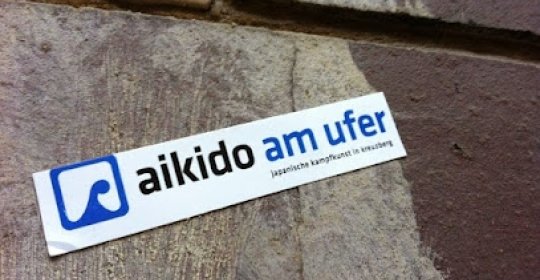 aikido am ufer
japanische kampfkunst in kreuzberg